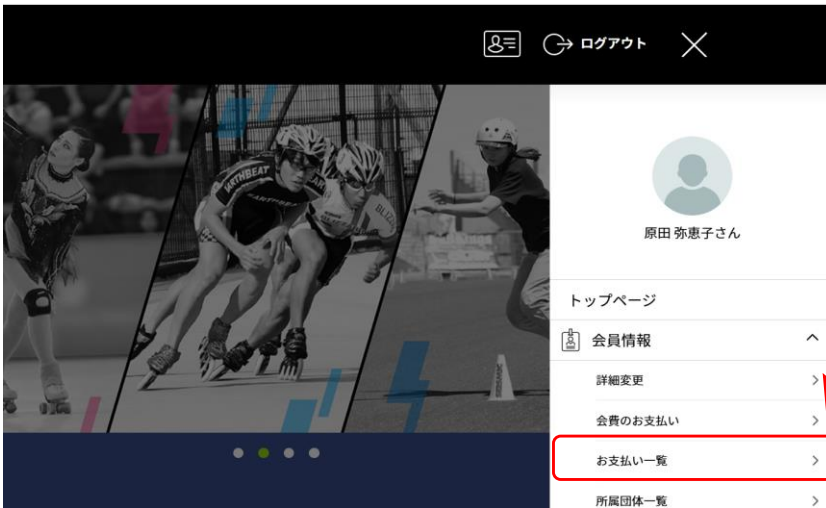 ログアウト
原田 弥恵子さん
トップページ
会員情報
詳細変更
会費のお支払い
お支払い一覧
所属団体一覧